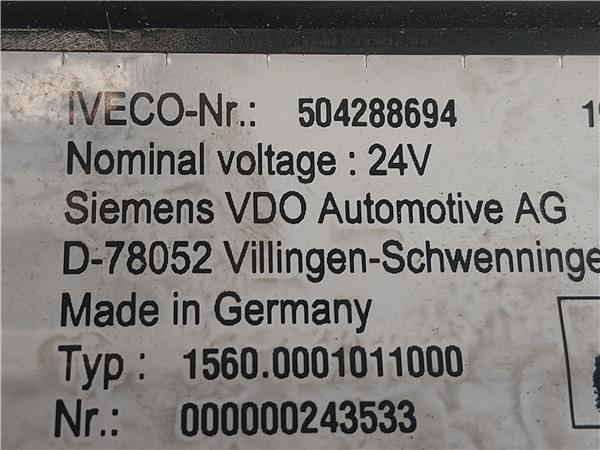 IVECO-Nr.: 504288694
Nominal voltage : 24V
Siemens VDO Automotive AG
D-78052 Villingen-Schwenninge
Made in Germany
Typ : 1560.0001011000
Nr.: 000000243533